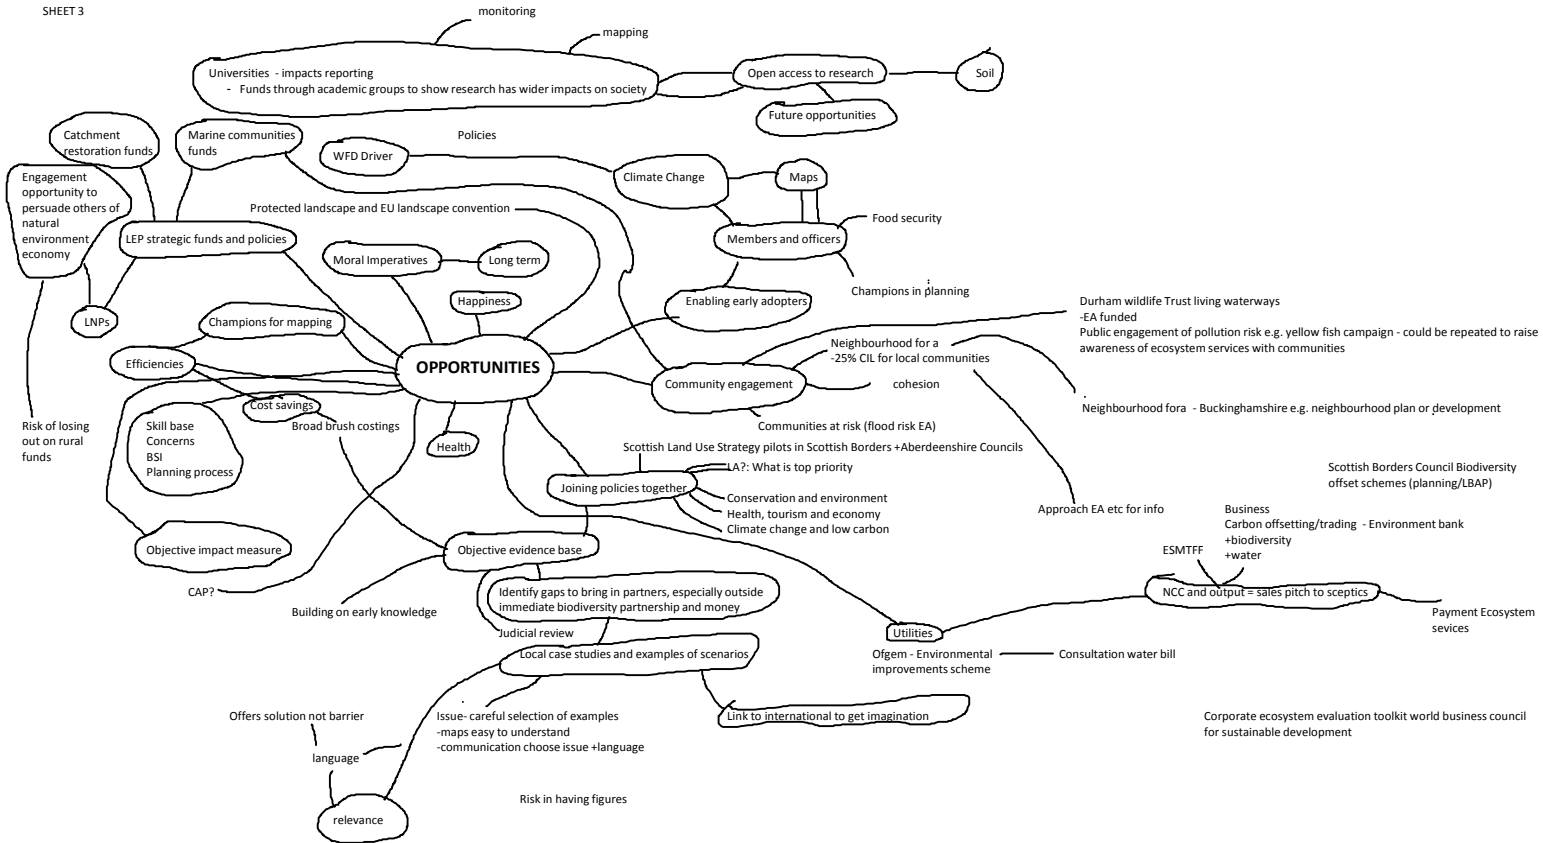 SHEET 3
monitoring
mapping
Universities - impacts reporting
- Funds through academic groups to show research has wider impacts on society
Open access to research
Soil
Future opportunities
Catchment
restoration funds
Marine communities
funds
Policies
WFD Driver
Climate Change
Maps
Engagement
opportunity to
persuade others of
natural
environment
economy
Protected landscape and EU landscape convention
Food security
LEP strategic funds and policies
Members and officers
Moral Imperatives
Long term
Champions in planning
Happiness
Enabling early adopters
LNPs
Champions for mapping
Durham wildlife Trust living waterways
-EA funded
Public engagement of pollution risk e.g. yellow fish campaign - could be repeated to raise
awareness of ecosystem services with communities
Neighbourhood for a
-25% CIL for local communities
Efficiencies
OPPORTUNITIES
Community engagement
cohesion
Cost savings
Neighbourhood fora - Buckinghamshire e.g. neighbourhood plan or development
Risk of losing
out on rural
funds
Skill base
Concerns
BSI
Planning process
Broad brush costings
Communities at risk (flood risk EA)
Health
Scottish Land Use Strategy pilots in Scottish Borders +Aberdeenshire Councils
LA?: What is top priority
Scottish Borders Council Biodiversity
offset schemes (planning/LBAP)
Joining policies together
Conservation and environment
Health, tourism and economy
Climate change and low carbon
Approach EA etc for info
Business
Carbon offsetting/trading - Environment bank
+biodiversity
+water
Objective impact measure
Objective evidence base
ESMTFF
CAP?
Identify gaps to bring in partners, especially outside
immediate biodiversity partnership and money
NCC and output = sales pitch to sceptics
Building on early knowledge
Payment Ecosystem
sevices
Judicial review
Utilities
Local case studies and examples of scenarios
Ofgem - Environmental
improvements scheme
Consultation water bill
Offers solution not barrier
Issue- careful selection of examples
-maps easy to understand
-communication choose issue +language
Link to international to get imagination
Corporate ecosystem evaluation toolkit world business council
for sustainable development
language
Risk in having figures
relevance